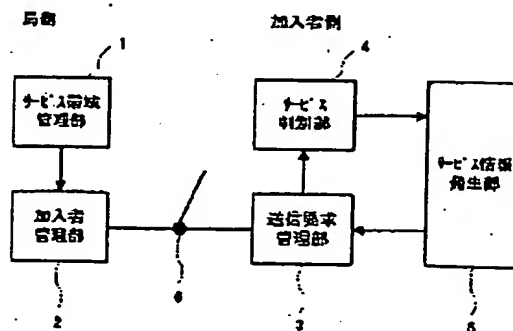 局側
加入者側
1
4
サービス帯域
管理部
サービス
制御部
サービス情報
発生部
加入者
管理部
送信要求
管理部
6
2
3
5